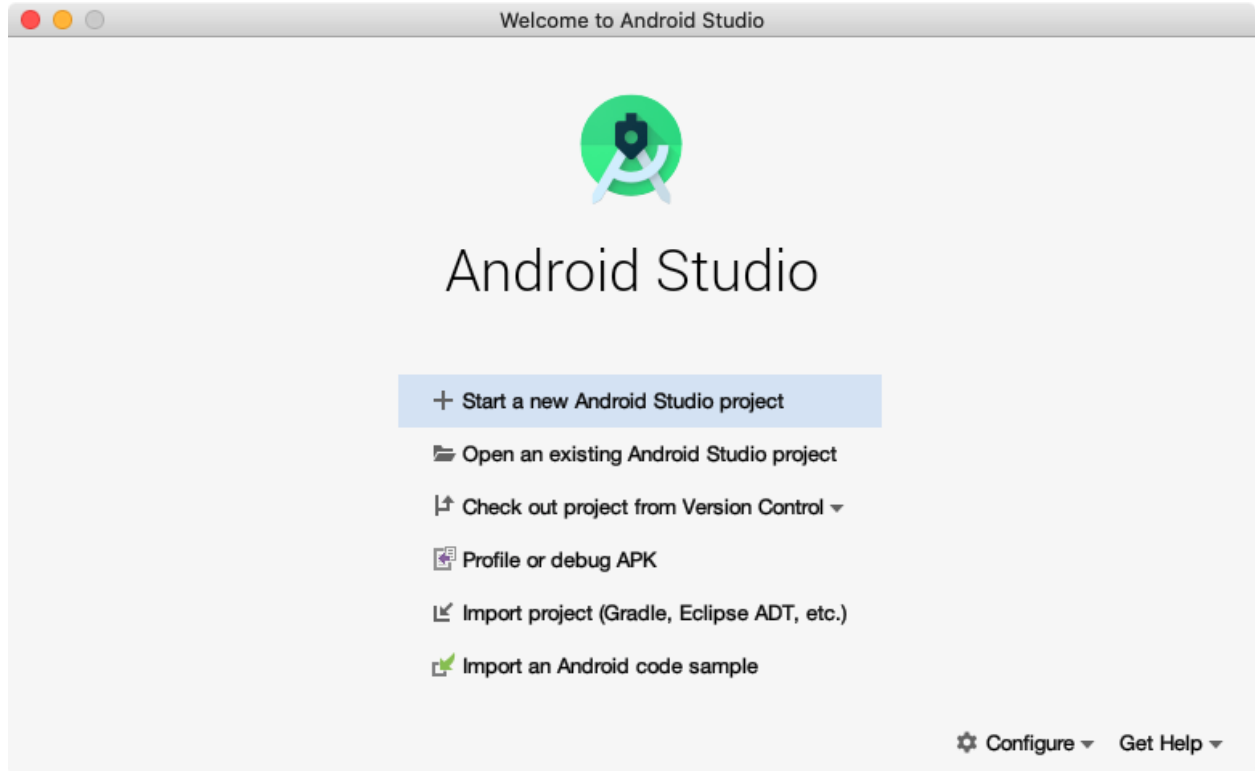 Welcome to Android Studio
Android Studio
Start a new Android Studio project
Open an existing Android Studio project
Check out project from Version Control
Profile or debug APK
Import project (Gradle, Eclipse ADT, etc.)
Import an Android code sample
Configure Get Help